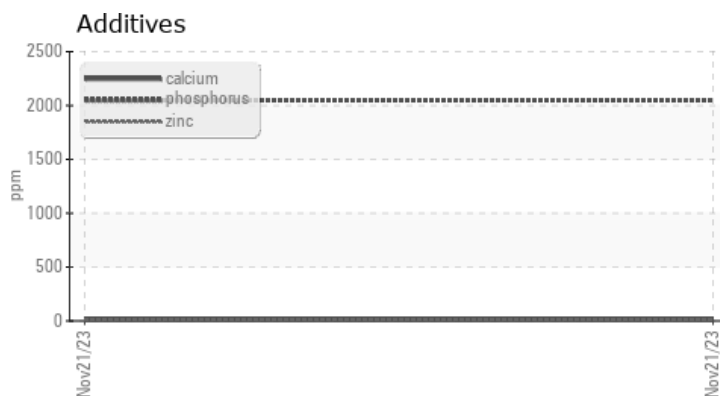 Additives
2500
2000
1500
1000
500
0
ppm
calcium
phosphorus
zinc
Nov21/23
Nov21/23